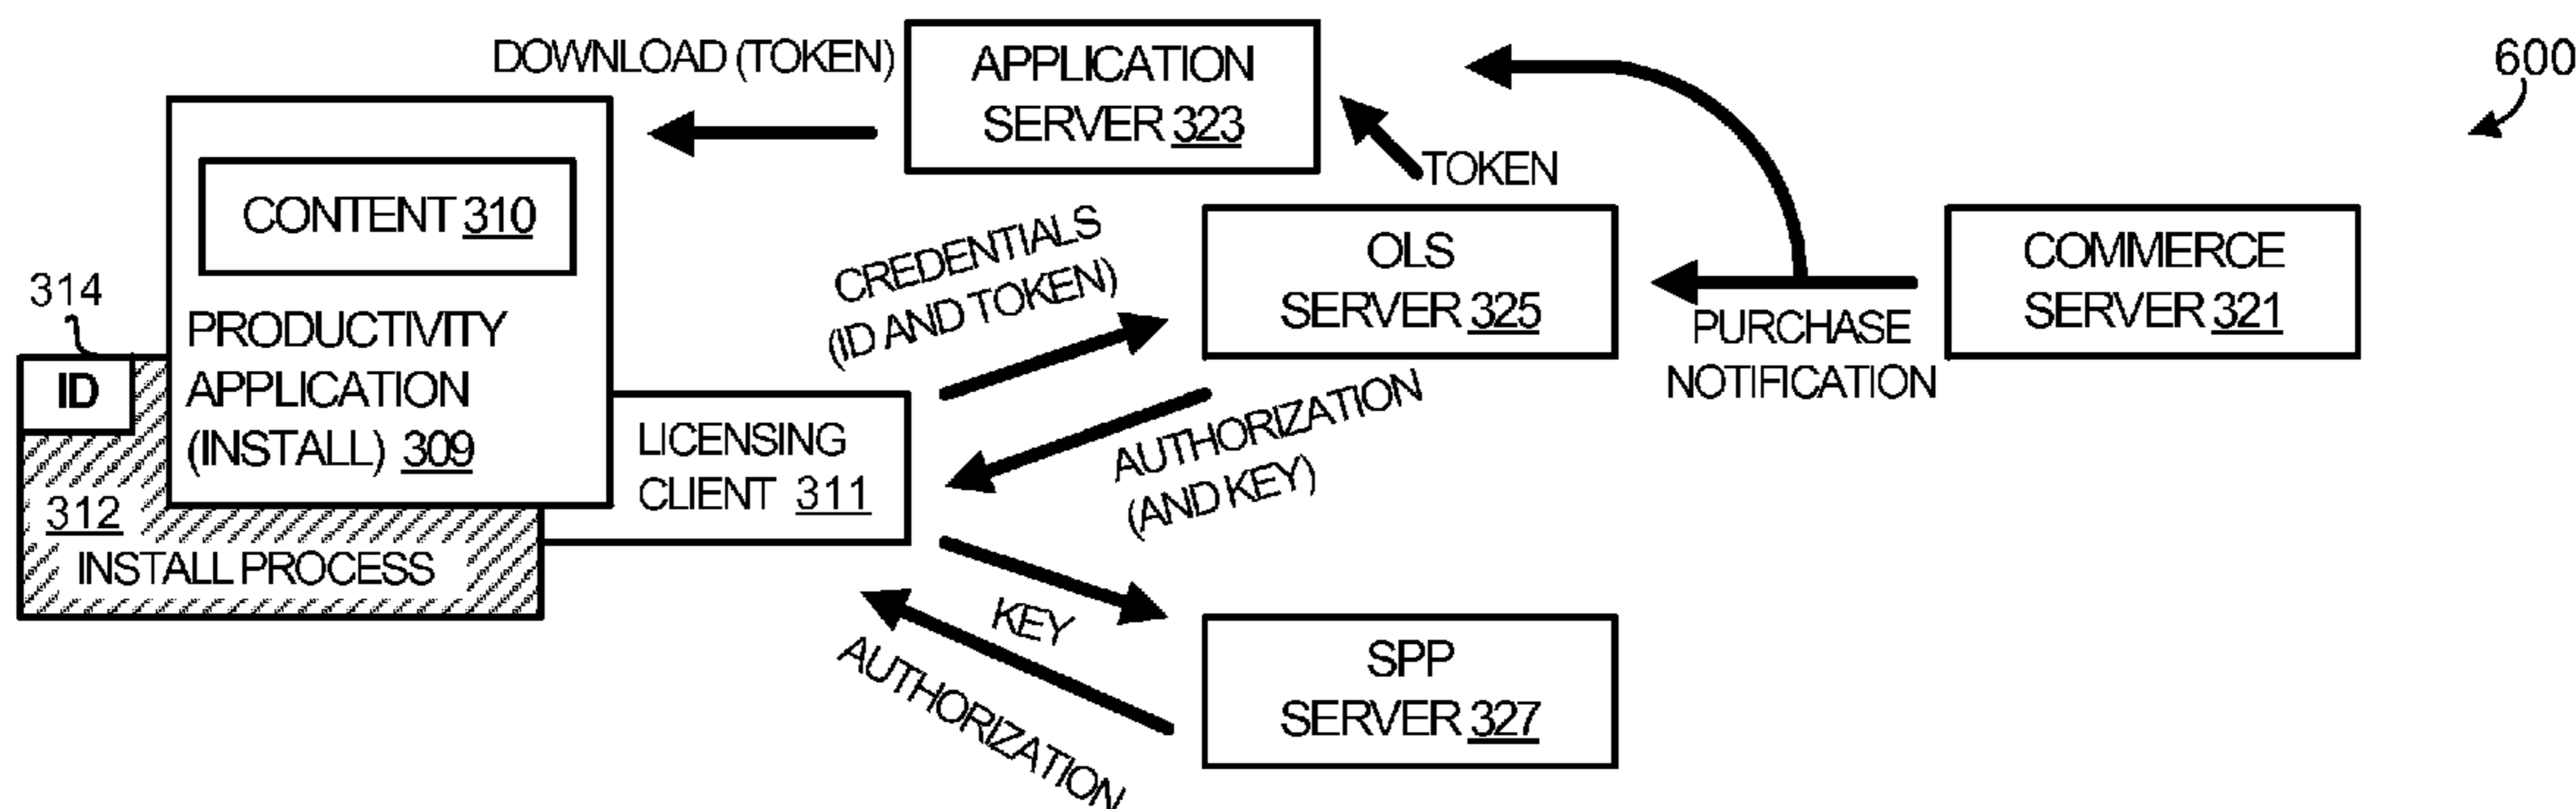 DOWNLOAD (TOKEN)
APPLICATION
SERVER 323
600
TOKEN
CONTENT 310
CREDENTIALS
(ID AND TOKEN)
OLS
SERVER 325
COMMERCE
SERVER 321
PURCHASE
NOTIFICATION
314
ID
PRODUCTIVITY
APPLICATION
(INSTALL) 309
LICENSING
CLIENT 311
AUTHORIZATION
(AND KEY)
312
INSTALL PROCESS
KEY
AUTHORIZATION
SPP
SERVER 327